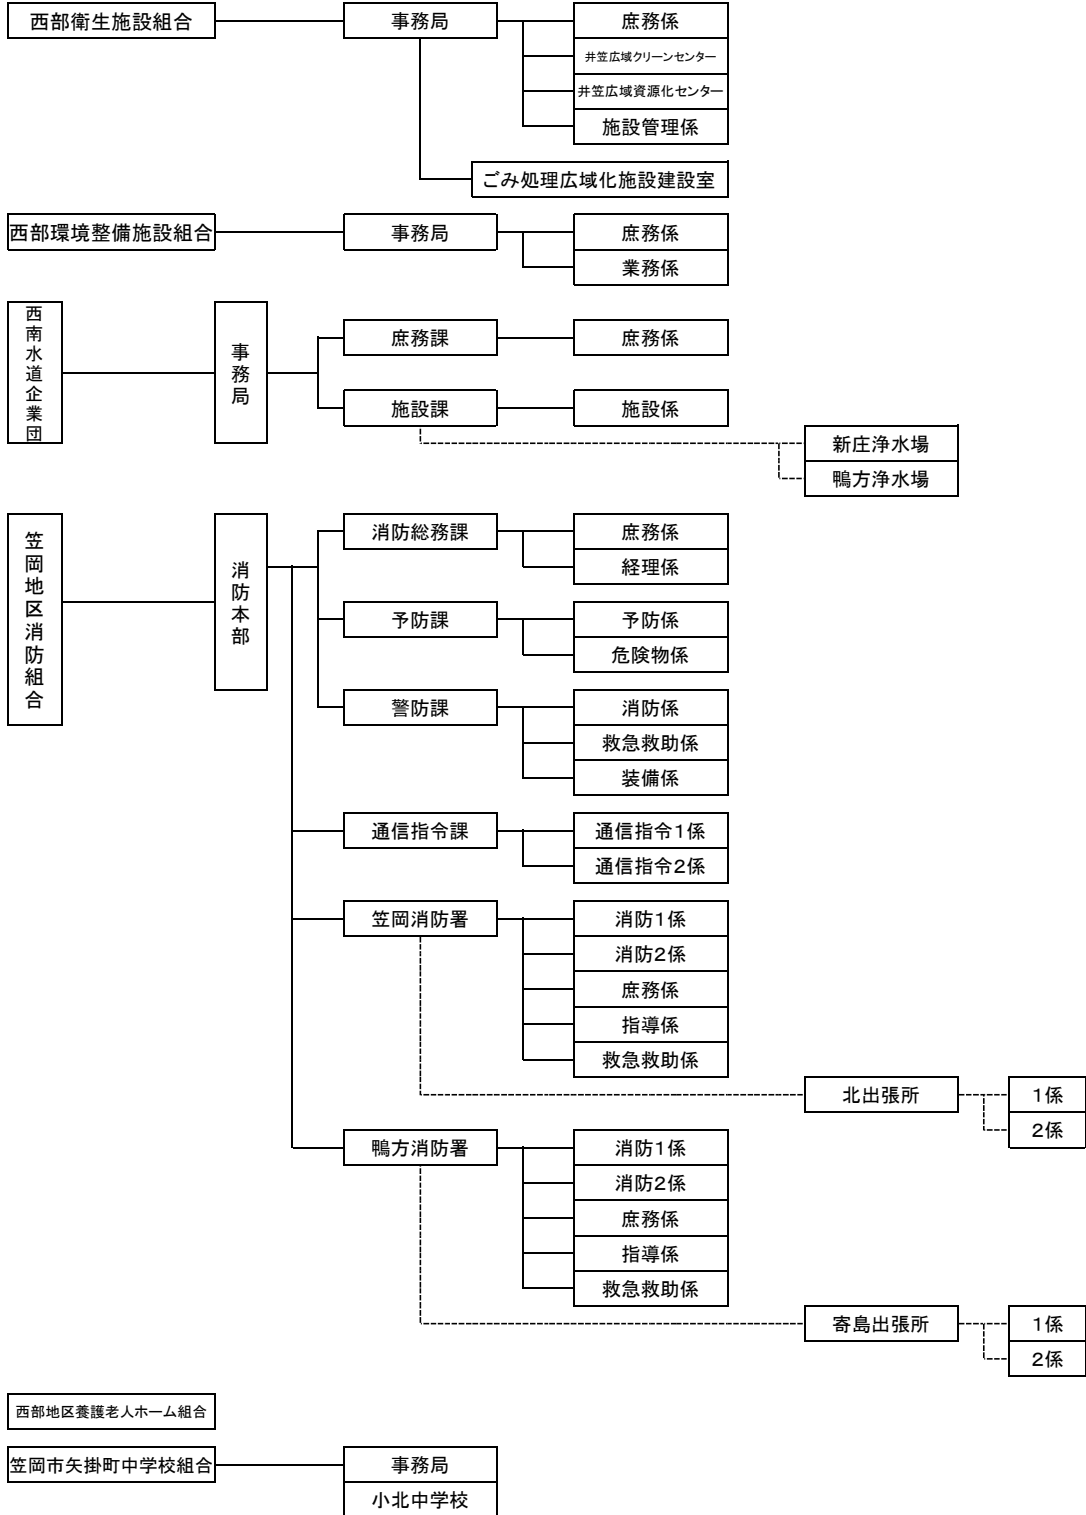 西部衛生施設組合
事務局
庶務係
井笠広域クリーンセンター
井笠広域資源化センター
施設管理係
ごみ処理広域化施設建設室
西部環境整備施設組合
事務局
庶務係
業務係
西南水道企業団
事務局
庶務課
庶務係
施設課
施設係
新庄浄水場
鴨方浄水場
笠岡地区消防組合
消防本部
消防総務課
庶務係
経理係
予防課
予防係
危険物係
警防課
消防係
救急救助係
装備係
通信指令課
通信指令1係
通信指令2係
笠岡消防署
消防1係
消防2係
庶務係
指導係
救急救助係
北出張所
1係
2係
鴨方消防署
消防1係
消防2係
庶務係
指導係
救急救助係
寄島出張所
1係
2係
西部地区養護老人ホーム組合
笠岡市矢掛町中学校組合
事務局
小北中学校